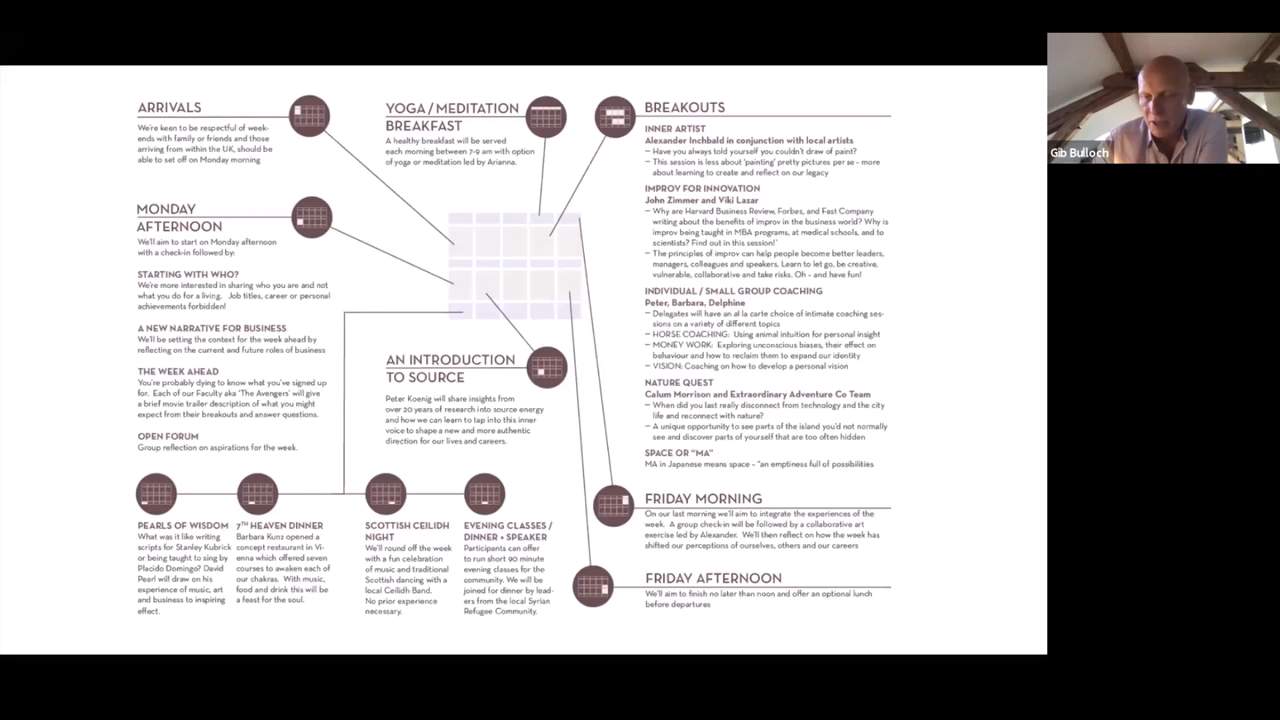 ARRIVALS
We're keen to be respectful of week-
ends with family or friends and those
arriving from within the UK, should be
able to set off on Monday morning
MONDAY
AFTERNOON
We'll aim to start on Monday afternoon
with a check-in followed by:
STARTING WITH WHO?
We're more interested in sharing who you are and not
what you do for a living. Job titles, career or personal
achievements forbidden!
A NEW NARRATIVE FOR BUSINESS
We'll be setting the context for the week ahead by
reflecting on the current and future roles of business
THE WEEK AHEAD
You're probably dying to know what you've signed up
for. Each of our Faculty aka 'The Avengers' will give
a brief movie trailer description of what you might
expect from their breakouts and answer questions.
OPEN FORUM
Group reflection on aspirations for the week.
YOGA / MEDITATION
BREAKFAST
A healthy breakfast will be served
each morning between 7-9 am with option
of yoga or meditation led by Arianna.
AN INTRODUCTION
TO SOURCE
Peter Koenig will share insights from
over 20 years of research into source energy
and how we can learn to tap into this inner
voice to shape a new and more authentic
direction for our lives and careers.
PEARLS OF WISDOM
What was it like writing
scripts for Stanley Kubrick
or being taught to sing by
Placido Domingo? David
Pearl will draw on his
experience of music, art
and business to inspiring
effect.
7TH HEAVEN DINNER
Barbara Kunz opened a
concept restaurant in Vi-
enna which offered seven
courses to awaken each of
our chakras. With music,
food and drink this will be
a feast for the soul.
SCOTTISH CEILIDH
NIGHT
We'll round off the week
with a fun celebration
of music and traditional
Scottish dancing with a
local Ceilidh Band.
No prior experience
necessary.
EVENING CLASSES /
DINNER + SPEAKER
Participants can offer
to run short 90 minute
evening classes for the
community. We will be
joined for dinner by lead-
ers from the local Syrian
Refugee Community.
BREAKOUTS
INNER ARTIST
Alexander Inchbald in conjunction with local artists
– Have you always told yourself you couldn't draw of paint?
– This session is less about 'painting' pretty pictures per se - more
about learning to create and reflect on our legacy
IMPROV FOR INNOVATION
John Zimmer and Viki Lazar
– Why are Harvard Business Review, Forbes, and Fast Company
writing about the benefits of improv in the business world? Why is
improv being taught in MBA programs, at medical schools, and to
scientists? Find out in this session!'
– The principles of improv can help people become better leaders,
managers, colleagues and speakers. Learn to let go, be creative,
vulnerable, collaborative and take risks. Oh - and have fun!
INDIVIDUAL / SMALL GROUP COACHING
Peter, Barbara, Delphine
– Delegates will have an al la carte choice of intimate coaching ses-
sions on a variety of different topics
– HORSE COACHING: Using animal intuition for personal insight
– MONEY WORK: Exploring unconscious biases, their effect on
behaviour and how to reclaim them to expand our identity
– VISION: Coaching on how to develop a personal vision
NATURE QUEST
Calum Morrison and Extraordinary Adventure Co Team
– When did you last really disconnect from technology and the city
life and reconnect with nature?
– A unique opportunity to see parts of the island you'd not normally
see and discover parts of yourself that are too often hidden
SPACE OR "MA"
MA in Japanese means space - "an emptiness full of possibilities
FRIDAY MORNING
On our last morning we'll aim to integrate the experiences of the
week. A group check-in will be followed by a collaborative art
exercise led by Alexander. We'll then reflect on how the week has
shifted our perceptions of ourselves, others and our careers
FRIDAY AFTERNOON
We'll aim to finish no later than noon and offer an optional lunch
before departures
Gib Bulloch